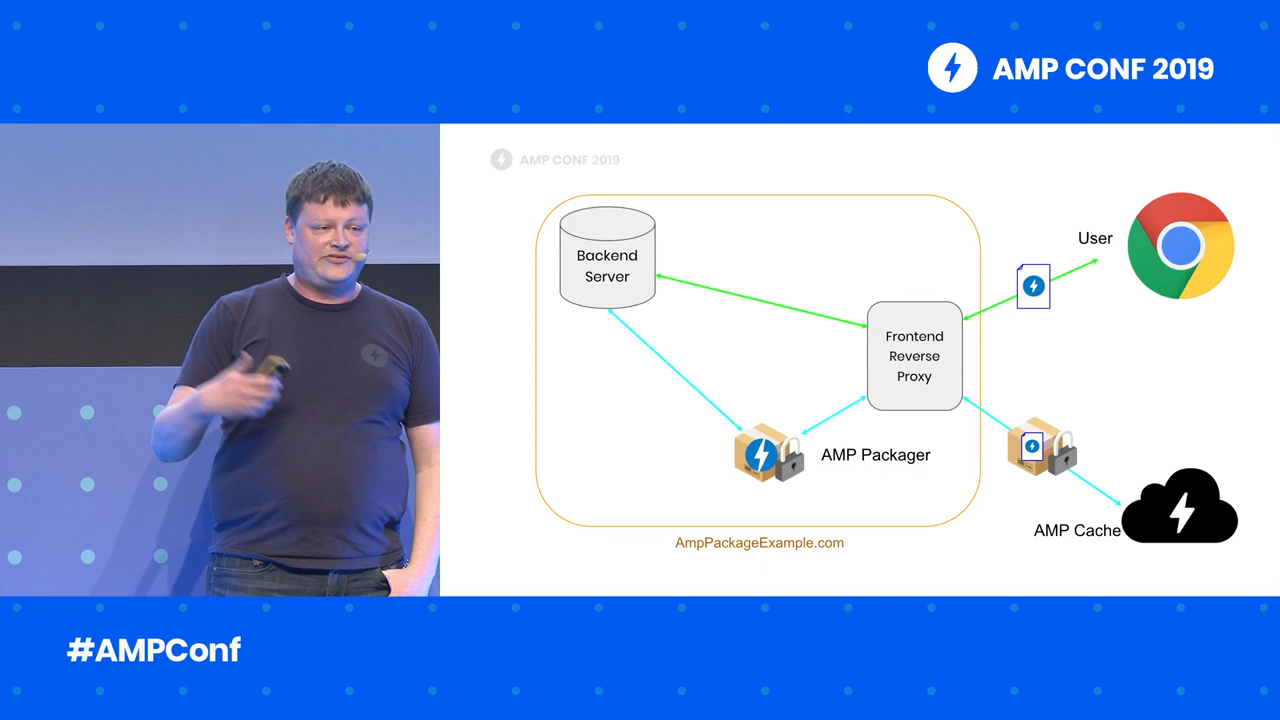 AMP CONF 2019
AMP CONF 2019
Backend
Server
User
Frontend
Reverse
Proxy
AMP Packager
AMP Cache
AmpPackageExample.com
#AMPConf